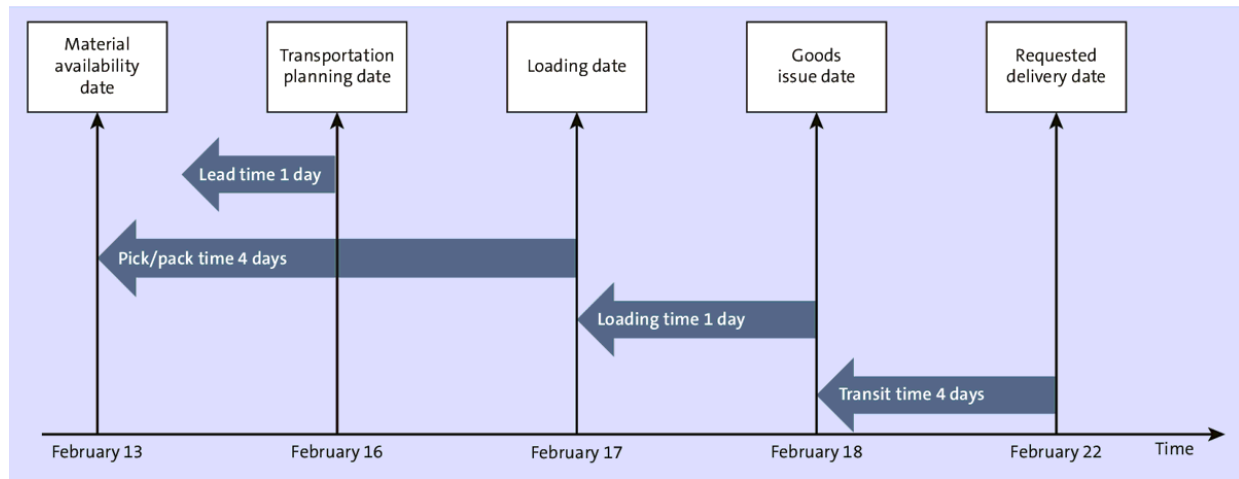 Material
availability
date
Transportation
planning date
Loading date
Goods
issue date
Requested
delivery date
Lead time 1 day
Pick/pack time 4 days
Loading time 1 day
Transit time 4 days
February 13
February 16
February 17
February 18
February 22
Time